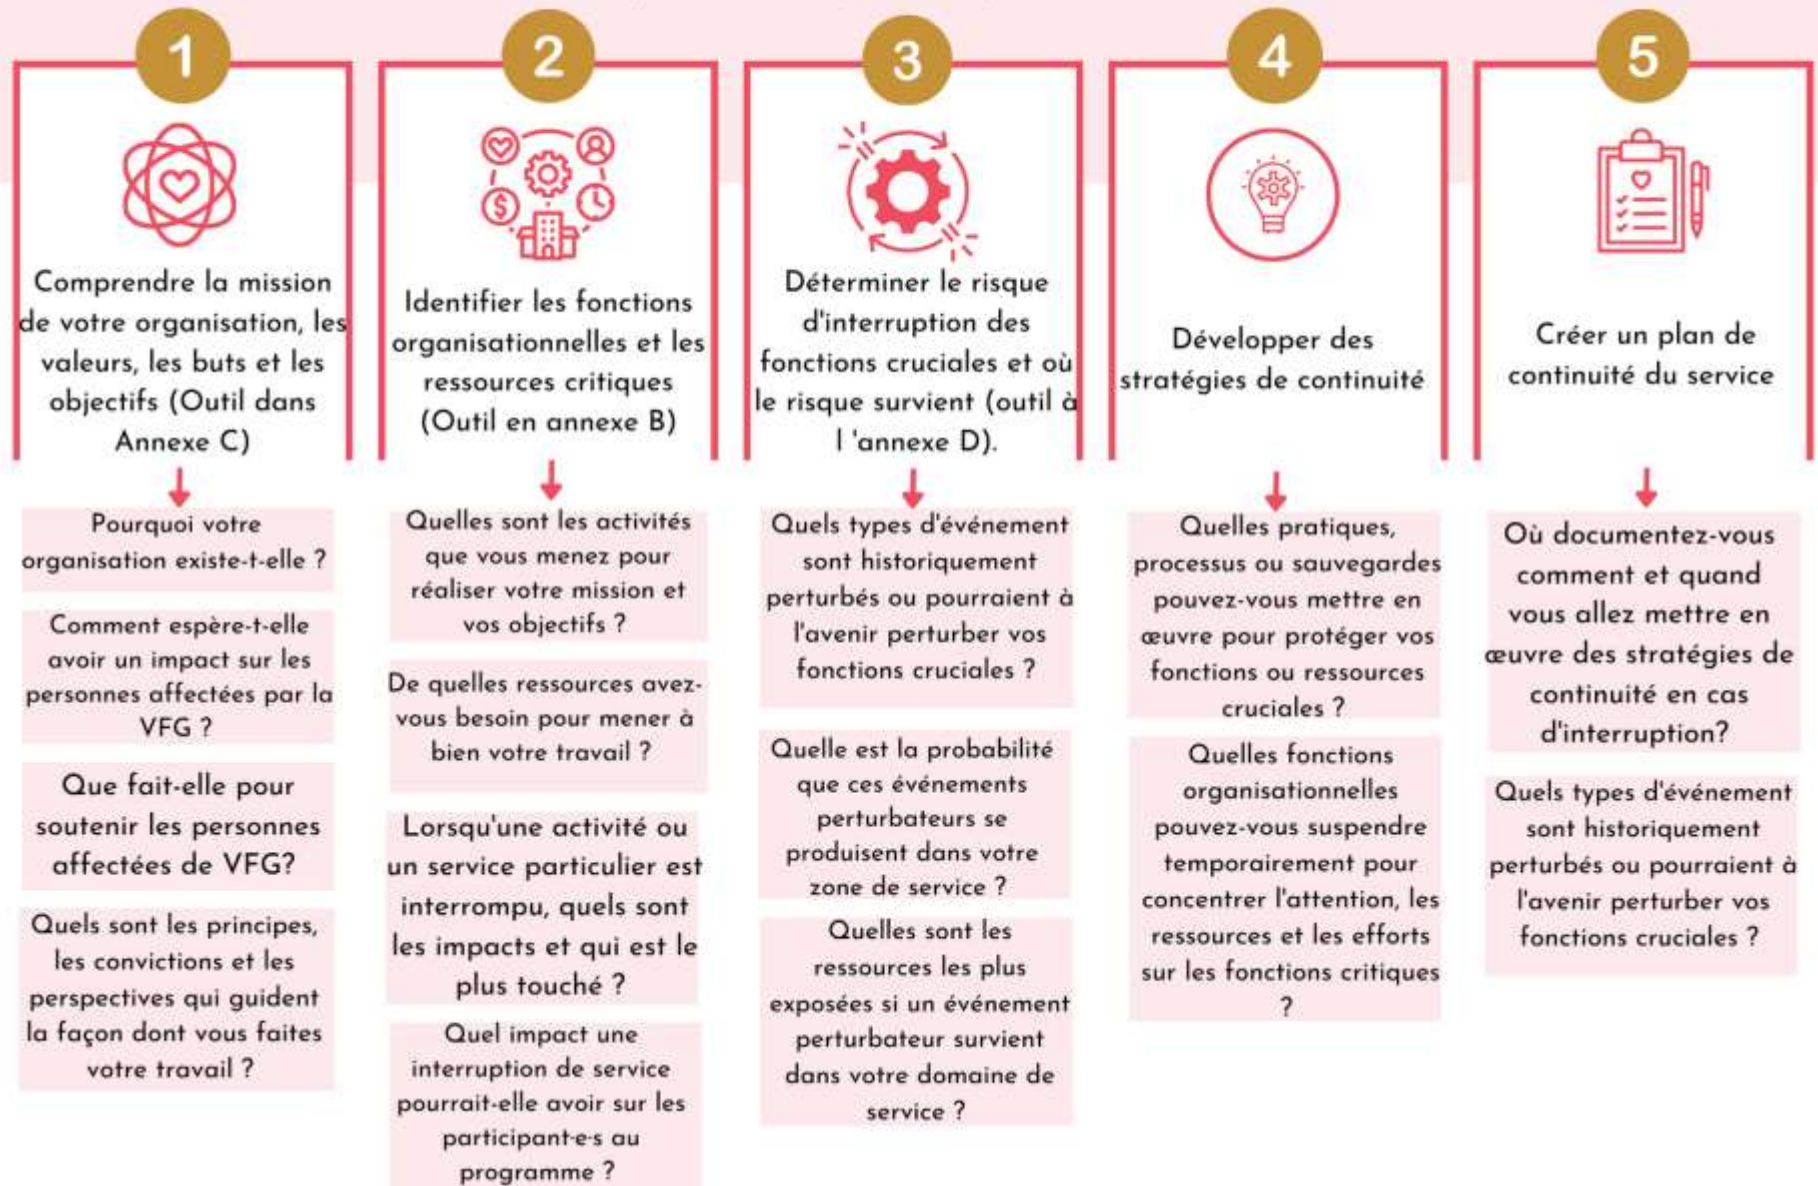 1
Comprendre la mission
de votre organisation, les
valeurs, les buts et les
objectifs (Outil dans
Annexe C)
Pourquoi votre
organisation existe-t-elle ?
Comment espère-t-elle
avoir un impact sur les
personnes affectées par la
VFG ?
Que fait-elle pour
soutenir les personnes
affectées de VFG?
Quels sont les principes,
les convictions et les
perspectives qui guident
la façon dont vous faites
votre travail ?
2
$
Identifier les fonctions
organisationnelles et les
ressources critiques
(Outil en annexe B)
Quelles sont les activités
que vous menez pour
réaliser votre mission et
vos objectifs ?
De quelles ressources avez-
vous besoin pour mener à
bien votre travail ?
Lorsqu'une activité ou
un service particulier est
interrompu, quels sont
les impacts et qui est le
plus touché ?
Quel impact une
interruption de service
pourrait-elle avoir sur les
participant·e·s au
programme ?
3
Déterminer le risque
d'interruption des
fonctions cruciales et où
le risque survient (outil à
l 'annexe D).
Quels types d'événement
sont historiquement
perturbés ou pourraient à
l'avenir perturber vos
fonctions cruciales ?
Quelle est la probabilité
que ces événements
perturbateurs se
produisent dans votre
zone de service ?
Quelles sont les
ressources les plus
exposées si un événement
perturbateur survient
dans votre domaine de
service ?
4
Développer des
stratégies de continuité
Quelles pratiques,
processus ou sauvegardes
pouvez-vous mettre en
œuvre pour protéger vos
fonctions ou ressources
cruciales ?
Quelles fonctions
organisationnelles
pouvez-vous suspendre
temporairement pour
concentrer l'attention, les
ressources et les efforts
sur les fonctions critiques
?
5
Créer un plan de
continuité du service
Où documentez-vous
comment et quand
vous allez mettre en
œuvre des stratégies de
continuité en cas
d'interruption?
Quels types d'événement
sont historiquement
perturbés ou pourraient à
l'avenir perturber vos
fonctions cruciales ?